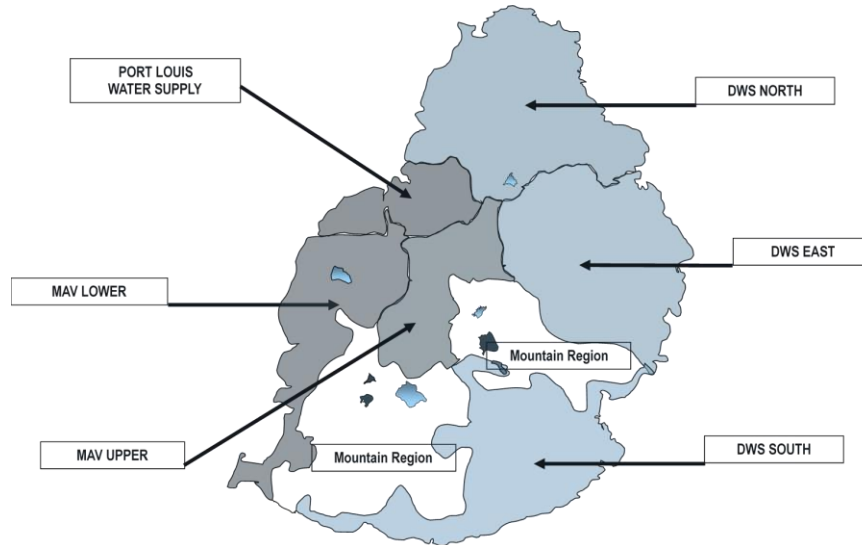 PORT LOUIS
WATER SUPPLY
DWS NORTH
DWS EAST
MAV LOWER
Mountain Region
MAV UPPER
Mountain Region
DWS SOUTH